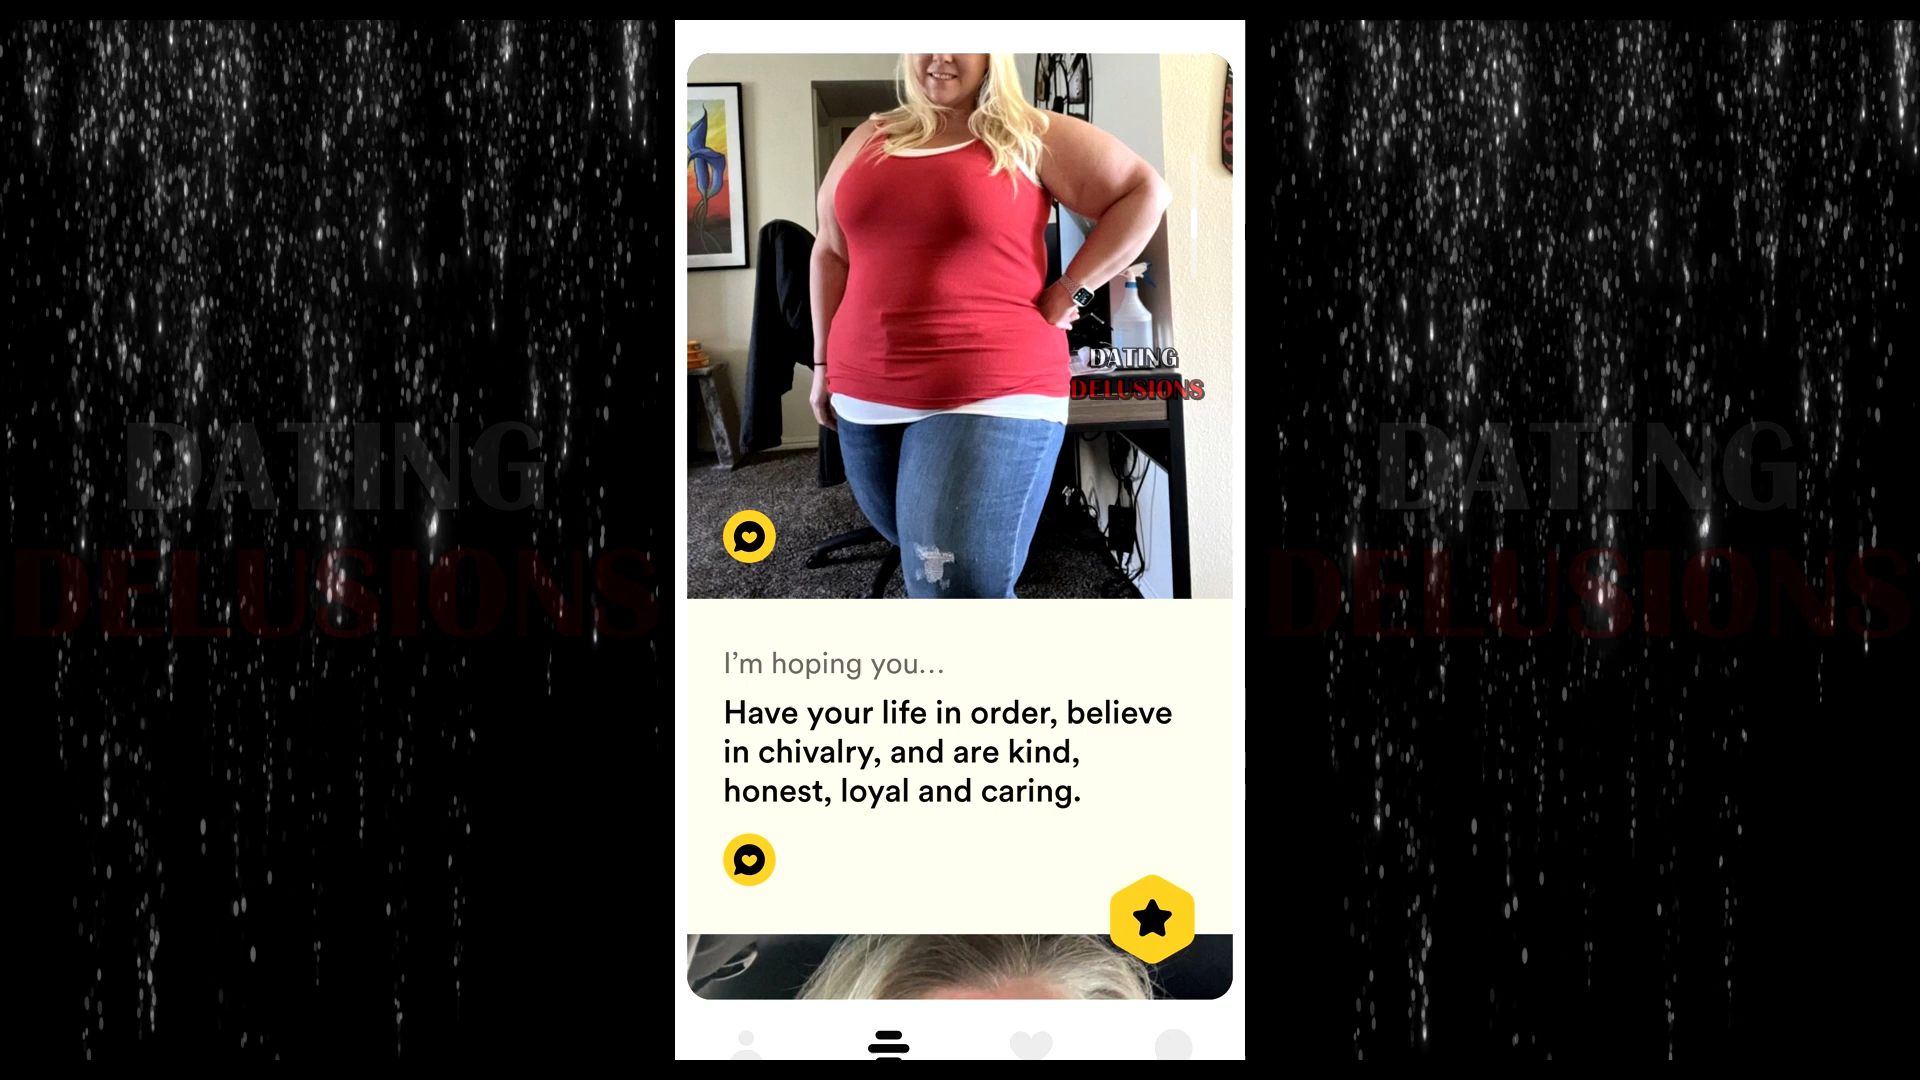 DATING
DELUSIONS
I'm hoping you...
Have your life in order, believe
in chivalry, and are kind,
honest, loyal and caring.
DATING
DELUSIONS
DATING
DELUSIONS